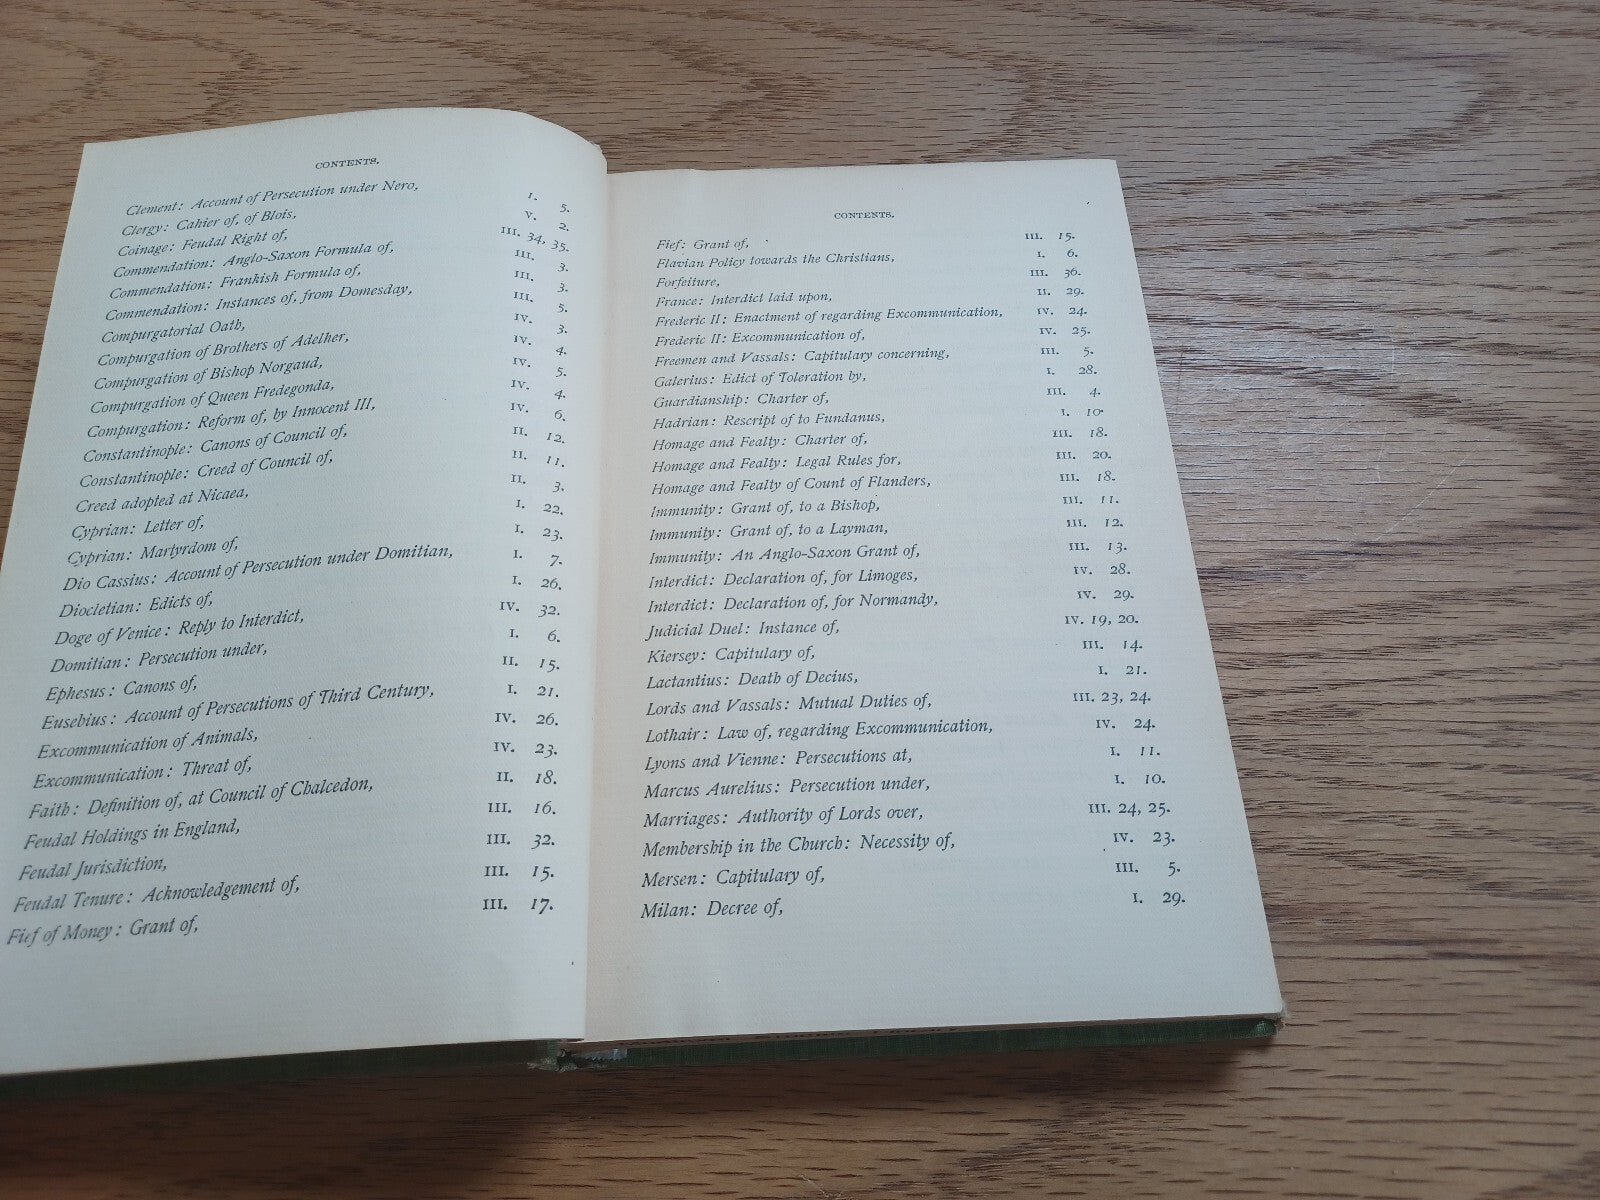 CONTENTS.
Clement: Account of Persecution under Nero, I. 5.
Clergy: Cahier of, of Blois, V. 2.
Coinage: Feudal Right of, III. 34, 35.
Commendation: Anglo-Saxon Formula of, III. 3.
Commendation: Frankish Formula of, III. 3.
Commendation: Instances of, from Domesday, III. 5.
Compurgatorial Oath, IV. 3.
Compurgation of Brothers of Adelher, IV. 4.
Compurgation of Bishop Norgaud, IV. 5.
Compurgation of Queen Fredegonda, IV. 4.
Compurgation: Reform of, by Innocent III, IV. 6.
Constantinople: Canons of Council of, II. 12.
Constantinople: Creed of Council of, II. 11.
Creed adopted at Nicaea, II. 3.
Cyprian: Letter of, I. 22.
Cyprian: Martyrdom of, I. 23.
Dio Cassius: Account of Persecution under Domitian, I. 7.
Diocletian: Edicts of, I. 26.
Doge of Venice: Reply to Interdict, IV. 32.
Domitian: Persecution under, I. 6.
Ephesus: Canons of, II. 15.
Eusebius: Account of Persecutions of Third Century, I. 21.
Excommunication of Animals, IV. 26.
Excommunication: Threat of, IV. 23.
Faith: Definition of, at Council of Chalcedon, II. 18.
Feudal Holdings in England, III. 16.
Feudal Jurisdiction, III. 32.
Feudal Tenure: Acknowledgement of, III. 15.
Fief of Money: Grant of, III. 17.
CONTENTS.
Fief: Grant of, III. 15.
Flavian Policy towards the Christians, I. 6.
Forfeiture, III. 36.
France: Interdict laid upon, II. 29.
Frederic II: Enactment of regarding Excommunication, IV. 24.
Frederic II: Excommunication of, IV. 25.
Freemen and Vassals: Capitulary concerning, III. 5.
Galerius: Edict of Toleration by, I. 28.
Guardianship: Charter of, III. 4.
Hadrian: Rescript of to Fundanus, I. 10.
Homage and Fealty: Charter of, III. 18.
Homage and Fealty: Legal Rules for, III. 20.
Homage and Fealty of Count of Flanders, III. 18.
Immunity: Grant of, to a Bishop, III. 11.
Immunity: Grant of, to a Layman, III. 12.
Immunity: An Anglo-Saxon Grant of, III. 13.
Interdict: Declaration of, for Limoges, IV. 28.
Interdict: Declaration of, for Normandy, IV. 29.
Judicial Duel: Instance of, IV. 19, 20.
Kiersey: Capitulary of, III. 14.
Lactantius: Death of Decius, I. 21.
Lords and Vassals: Mutual Duties of, III. 23, 24.
Lothair: Law of, regarding Excommunication, IV. 24.
Lyons and Vienne: Persecutions at, I. 11.
Marcus Aurelius: Persecution under, I. 10.
Marriages: Authority of Lords over, III. 24, 25.
Membership in the Church: Necessity of, IV. 23.
Mersen: Capitulary of, III. 5.
Milan: Decree of, I. 29.